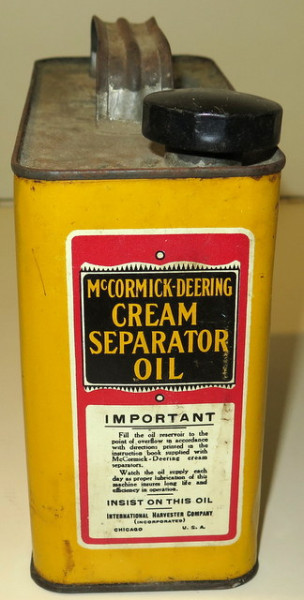 McCORMICK-DEERING
CREAM
SEPARATOR
OIL
IMPORTANT
Fill the oil reservoir to the
point of overflow in accordance
with directions printed in the
instruction book supplied with
McCormick-Deering cream
separators.
Watch the oil supply each
day as proper lubrication of this
machine insures long life and
efficiency in operation.
INSIST ON THIS OIL
INTERNATIONAL HARVESTER COMPANY
(INCORPORATED)
CHICAGO U. S. A.